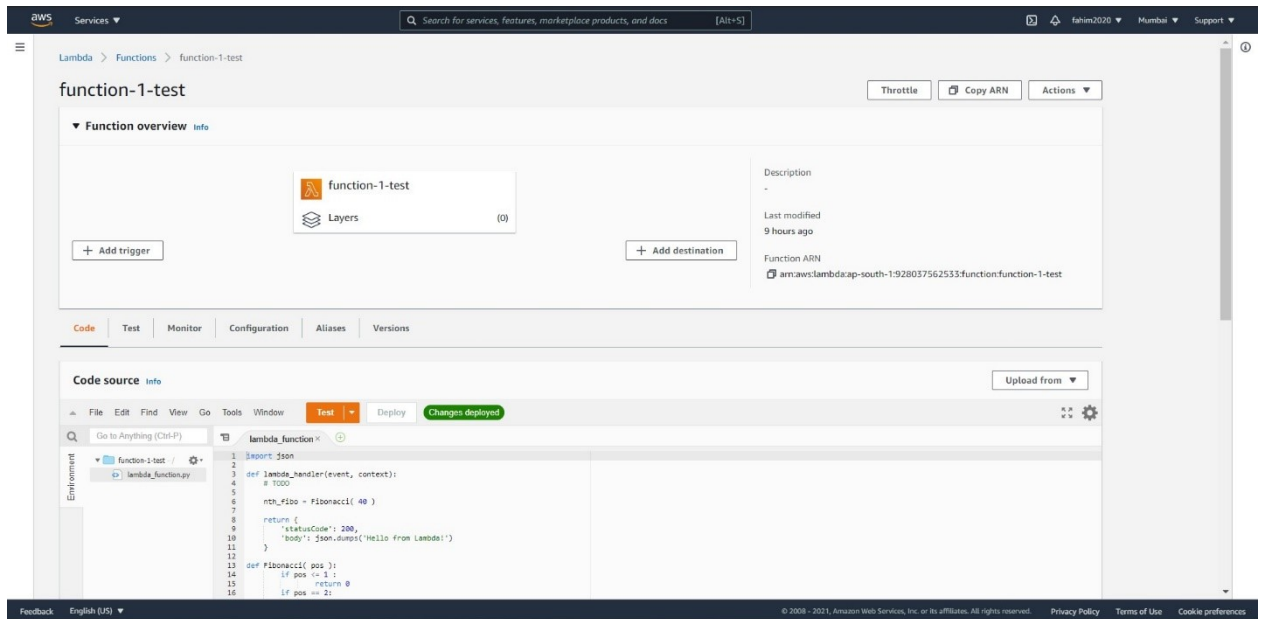 aws Services ▼ Search for services, features, marketplace products, and docs [Alt+S] fahim2020 ▼ Mumbai ▼ Support ▼
Lambda > Functions > function-1-test
function-1-test Throttle Copy ARN Actions ▼
▼ Function overview Info
function-1-test
Layers (0)
+ Add trigger
+ Add destination
Description
-
Last modified
9 hours ago
Function ARN
arn:aws:lambda:ap-south-1:928037562533:function:function-1-test
Code Test Monitor Configuration Aliases Versions
Code source Info Upload from ▼
File Edit Find View Go Tools Window Test ▼ Deploy Changes deployed
Go to Anything (Ctrl-P) lambda_function ×
Environment
function-1-test /
lambda_function.py
1 import json
2
3 def lambda_handler(event, context):
4 # TODO
5
6 nth_fibo = Fibonacci( 40 )
7
8 return {
9 'statusCode': 200,
10 'body': json.dumps('Hello from Lambda!')
11 }
12
13 def Fibonacci( pos ):
14 if pos <= 1 :
15 return 0
16 if pos == 2:
Feedback English (US) ▼ © 2008 - 2021, Amazon Web Services, Inc. or its affiliates. All rights reserved. Privacy Policy Terms of Use Cookie preferences